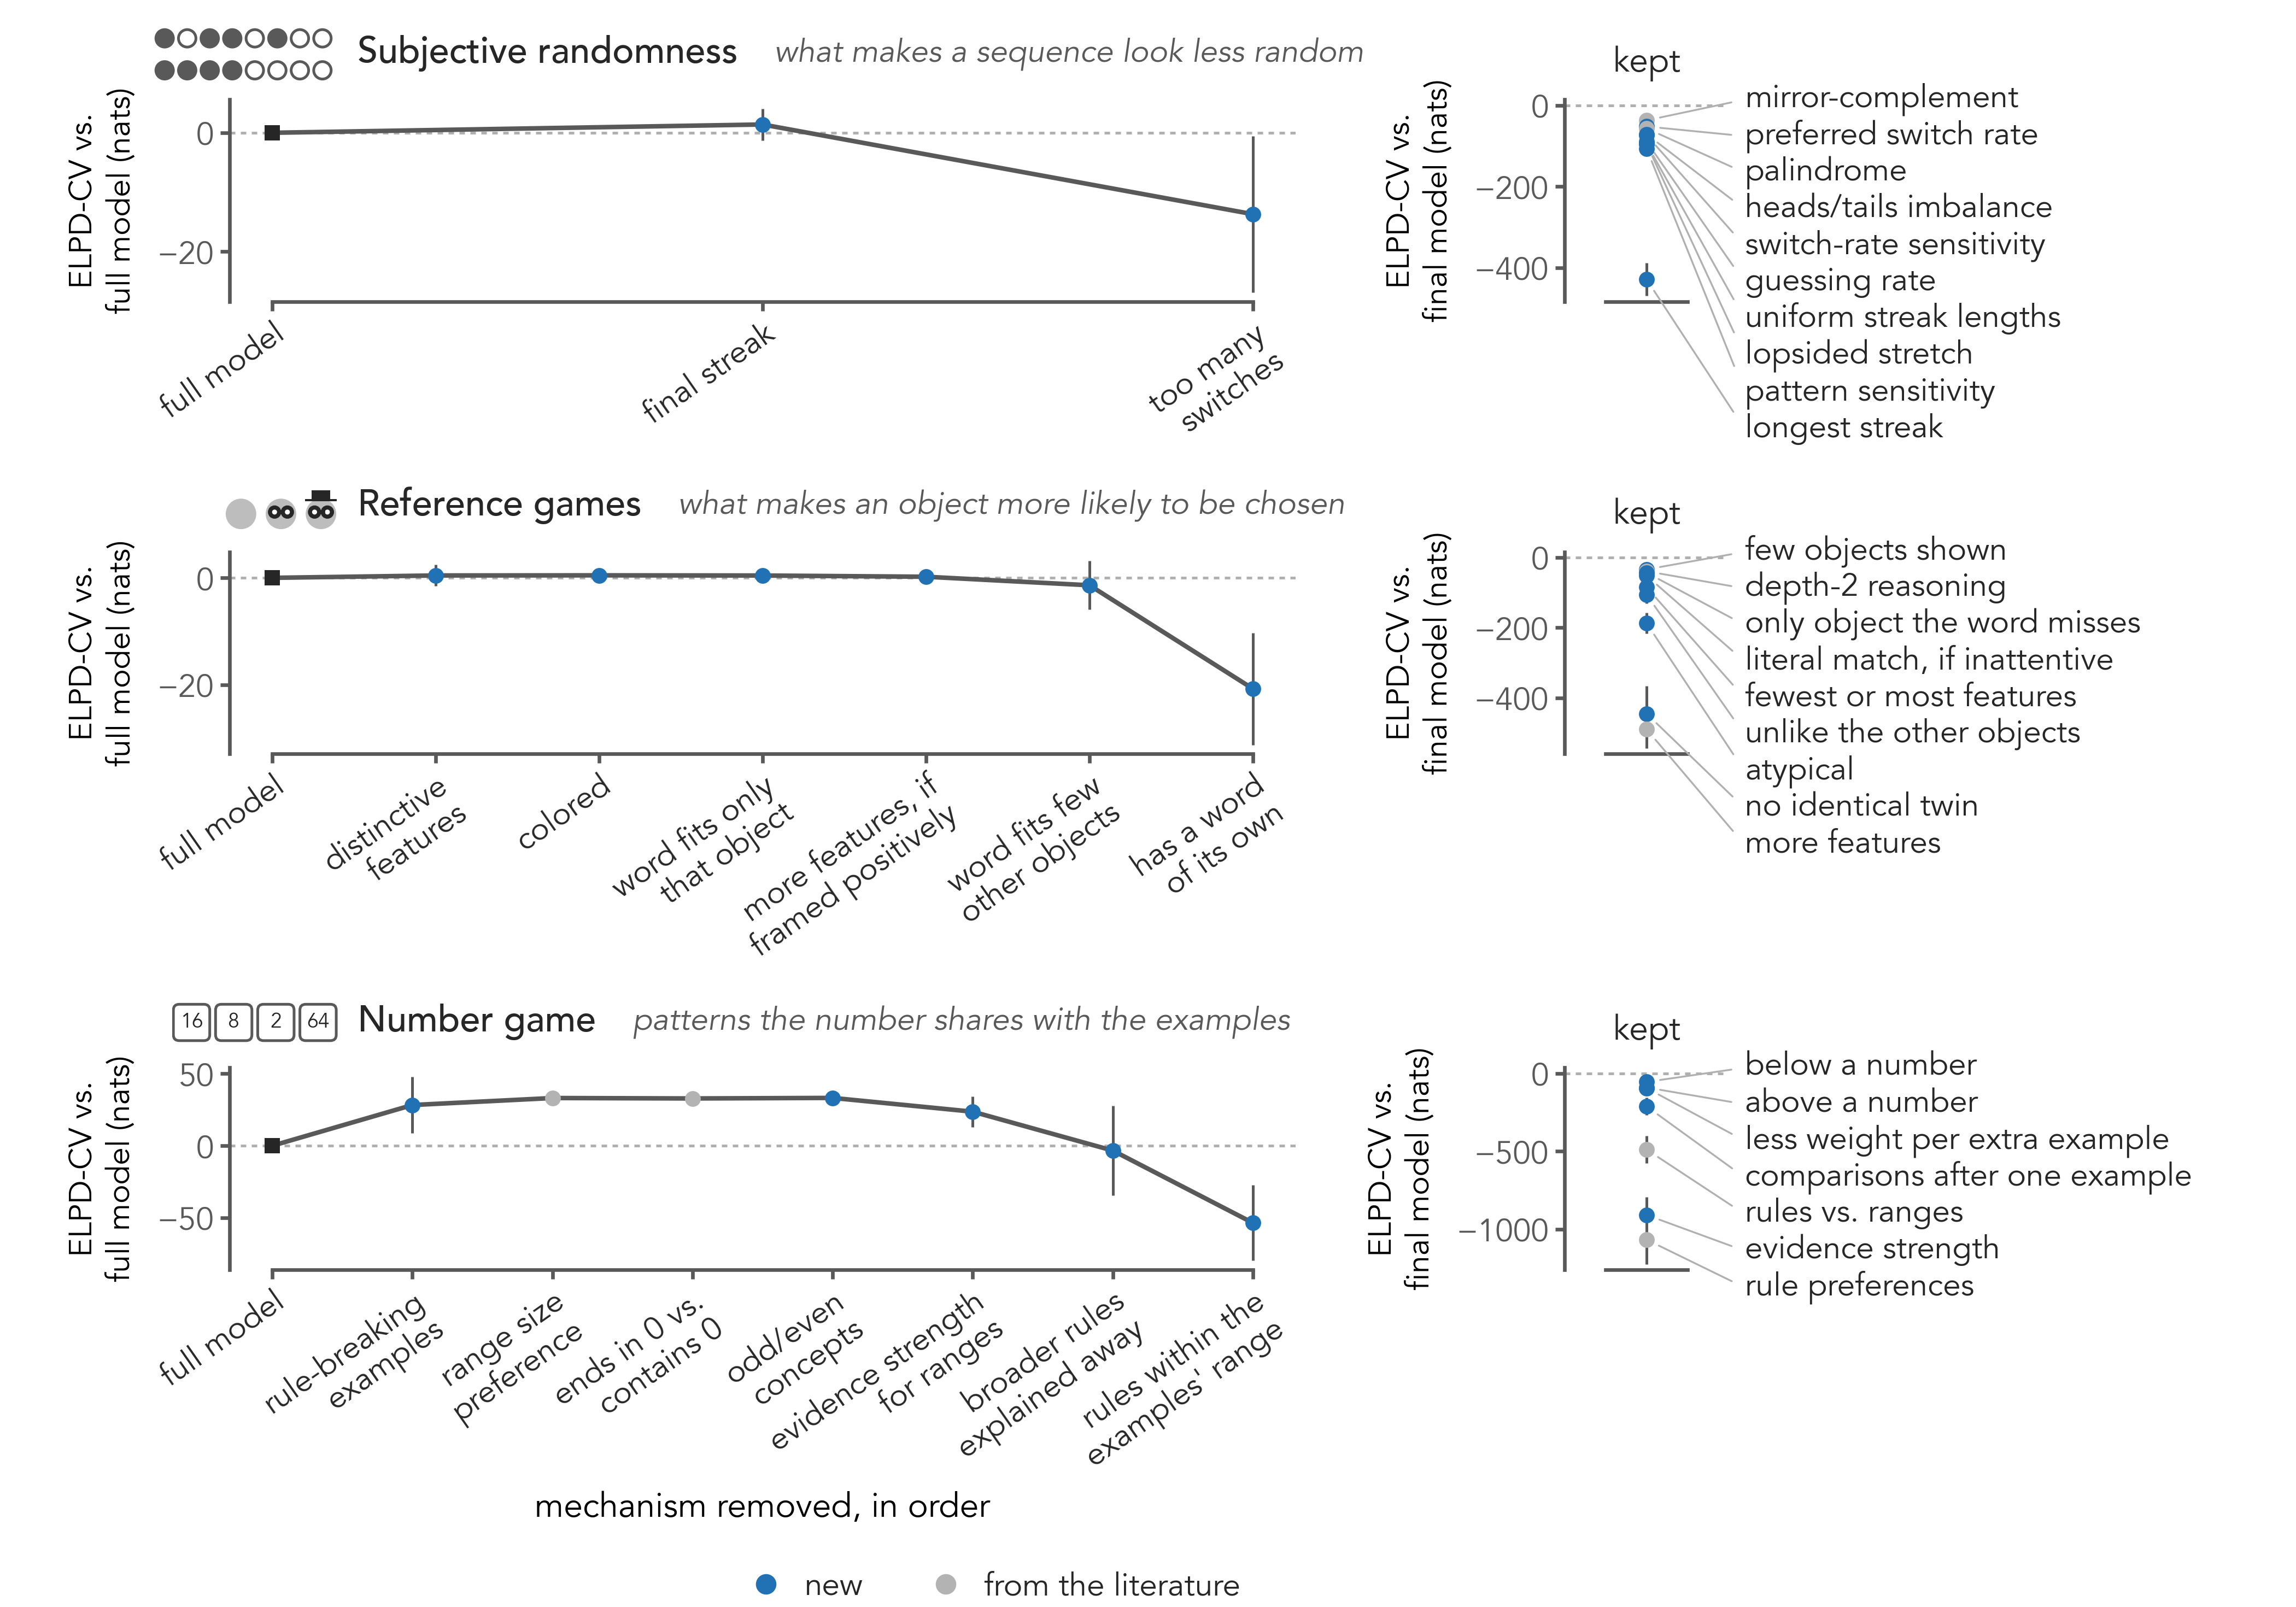 Subjective randomness what makes a sequence look less random
ELPD-CV vs.
full model (nats)
0
−20
full model
final streak
too many
switches
kept
ELPD-CV vs.
final model (nats)
0
−200
−400
mirror-complement
preferred switch rate
palindrome
heads/tails imbalance
switch-rate sensitivity
guessing rate
uniform streak lengths
lopsided stretch
pattern sensitivity
longest streak
Reference games what makes an object more likely to be chosen
ELPD-CV vs.
full model (nats)
0
−20
full model
distinctive
features
colored
word fits only
that object
more features, if
framed positively
word fits few
other objects
has a word
of its own
kept
ELPD-CV vs.
final model (nats)
0
−200
−400
few objects shown
depth-2 reasoning
only object the word misses
literal match, if inattentive
fewest or most features
unlike the other objects
atypical
no identical twin
more features
16 8 2 64 Number game patterns the number shares with the examples
ELPD-CV vs.
full model (nats)
50
0
−50
full model
rule-breaking
examples
range size
preference
ends in 0 vs.
contains 0
odd/even
concepts
evidence strength
for ranges
broader rules
explained away
rules within the
examples' range
kept
ELPD-CV vs.
final model (nats)
0
−500
−1000
below a number
above a number
less weight per extra example
comparisons after one example
rules vs. ranges
evidence strength
rule preferences
mechanism removed, in order
new from the literature